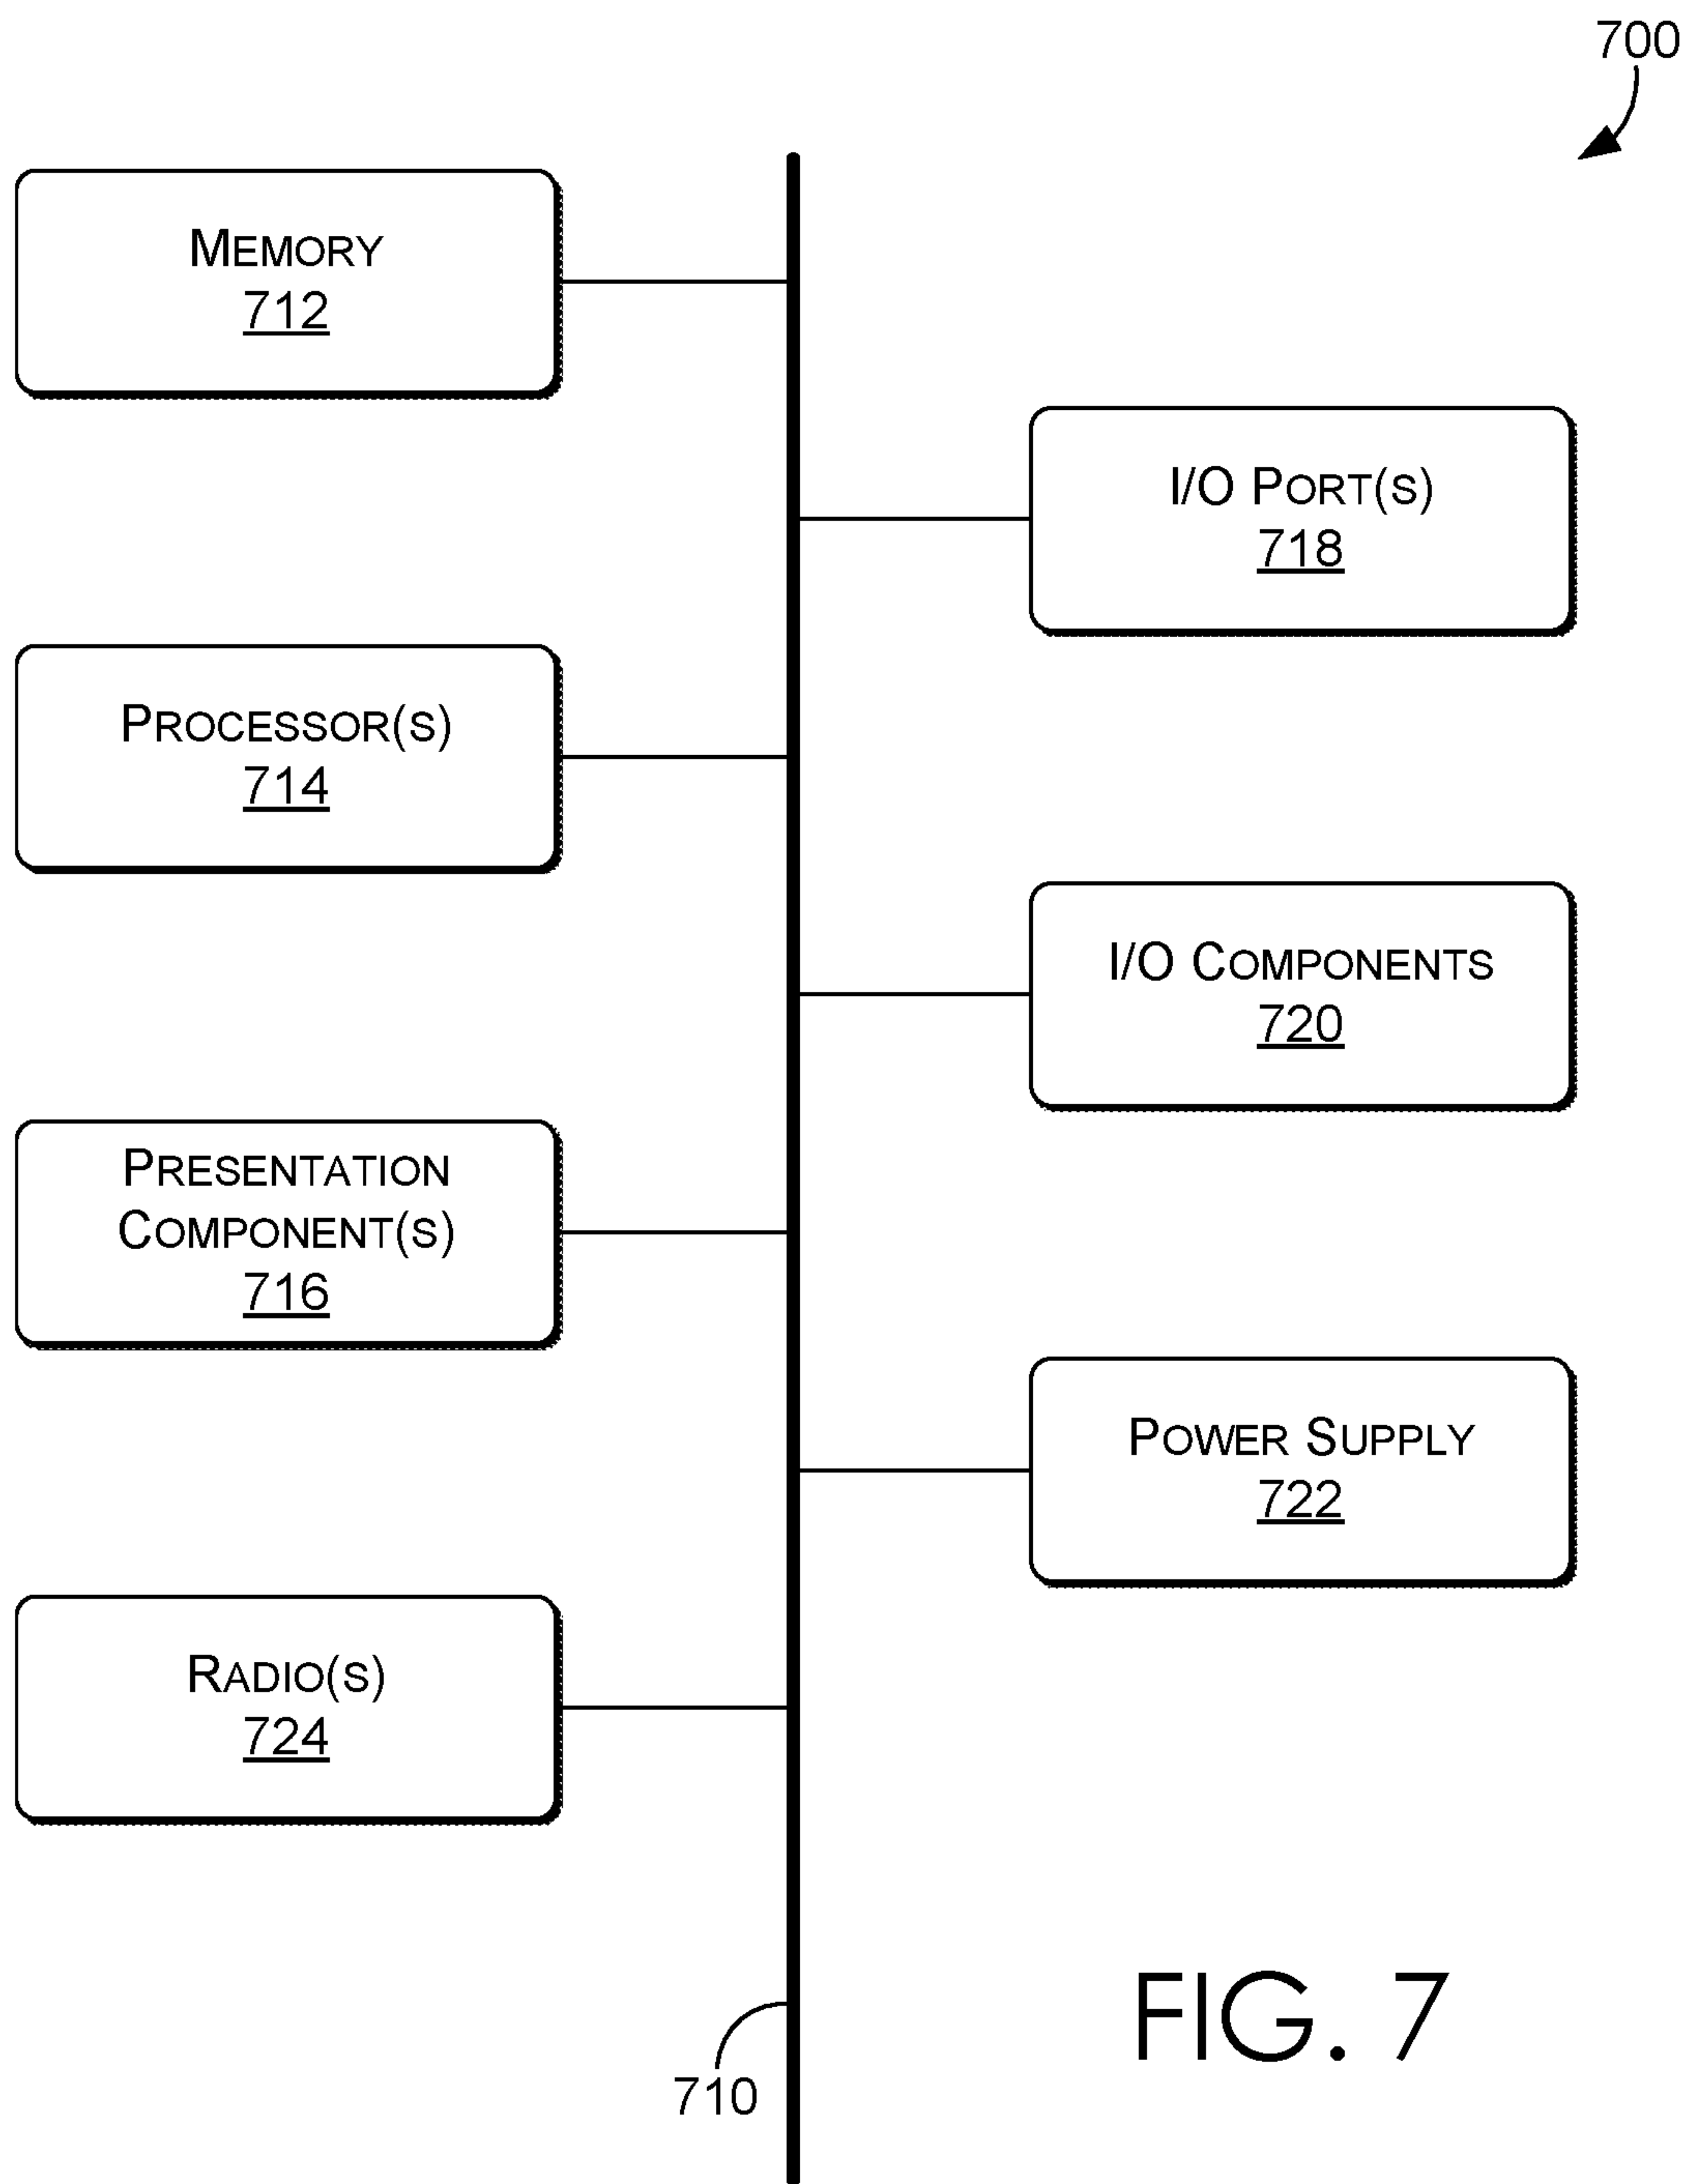 700
MEMORY
712
I/O PORT(S)
718
PROCESSOR(S)
714
I/O COMPONENTS
720
PRESENTATION
COMPONENT(S)
716
POWER SUPPLY
722
RADIO(S)
724
710
FIG. 7